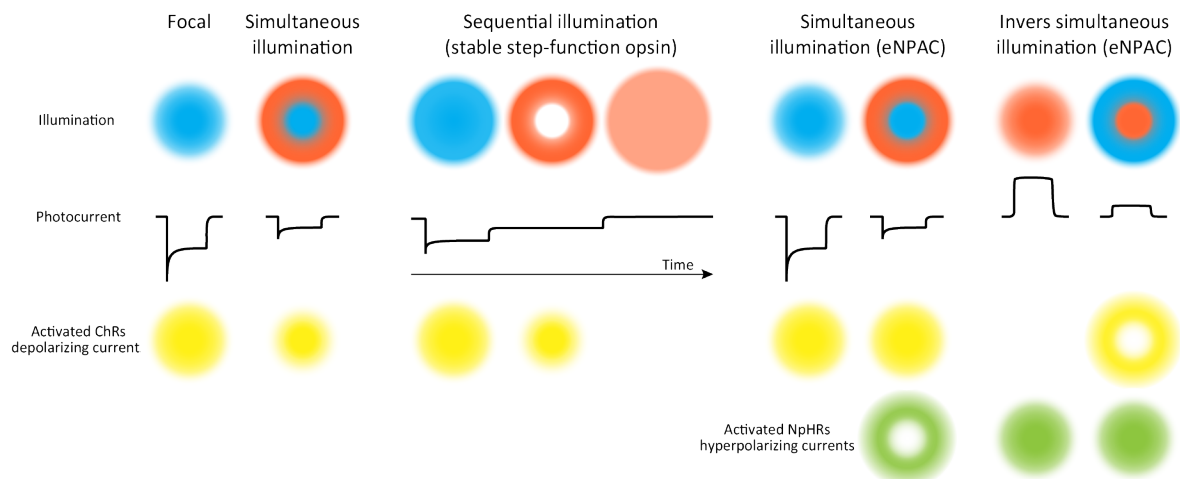 Focal
Simultaneous
illumination
Sequential illumination
(stable step-function opsin)
Simultaneous
illumination (eNPAC)
Invers simultaneous
illumination (eNPAC)
Illumination
Photocurrent
Time
Activated ChRs
depolarizing current
Activated NpHRs
hyperpolarizing currents